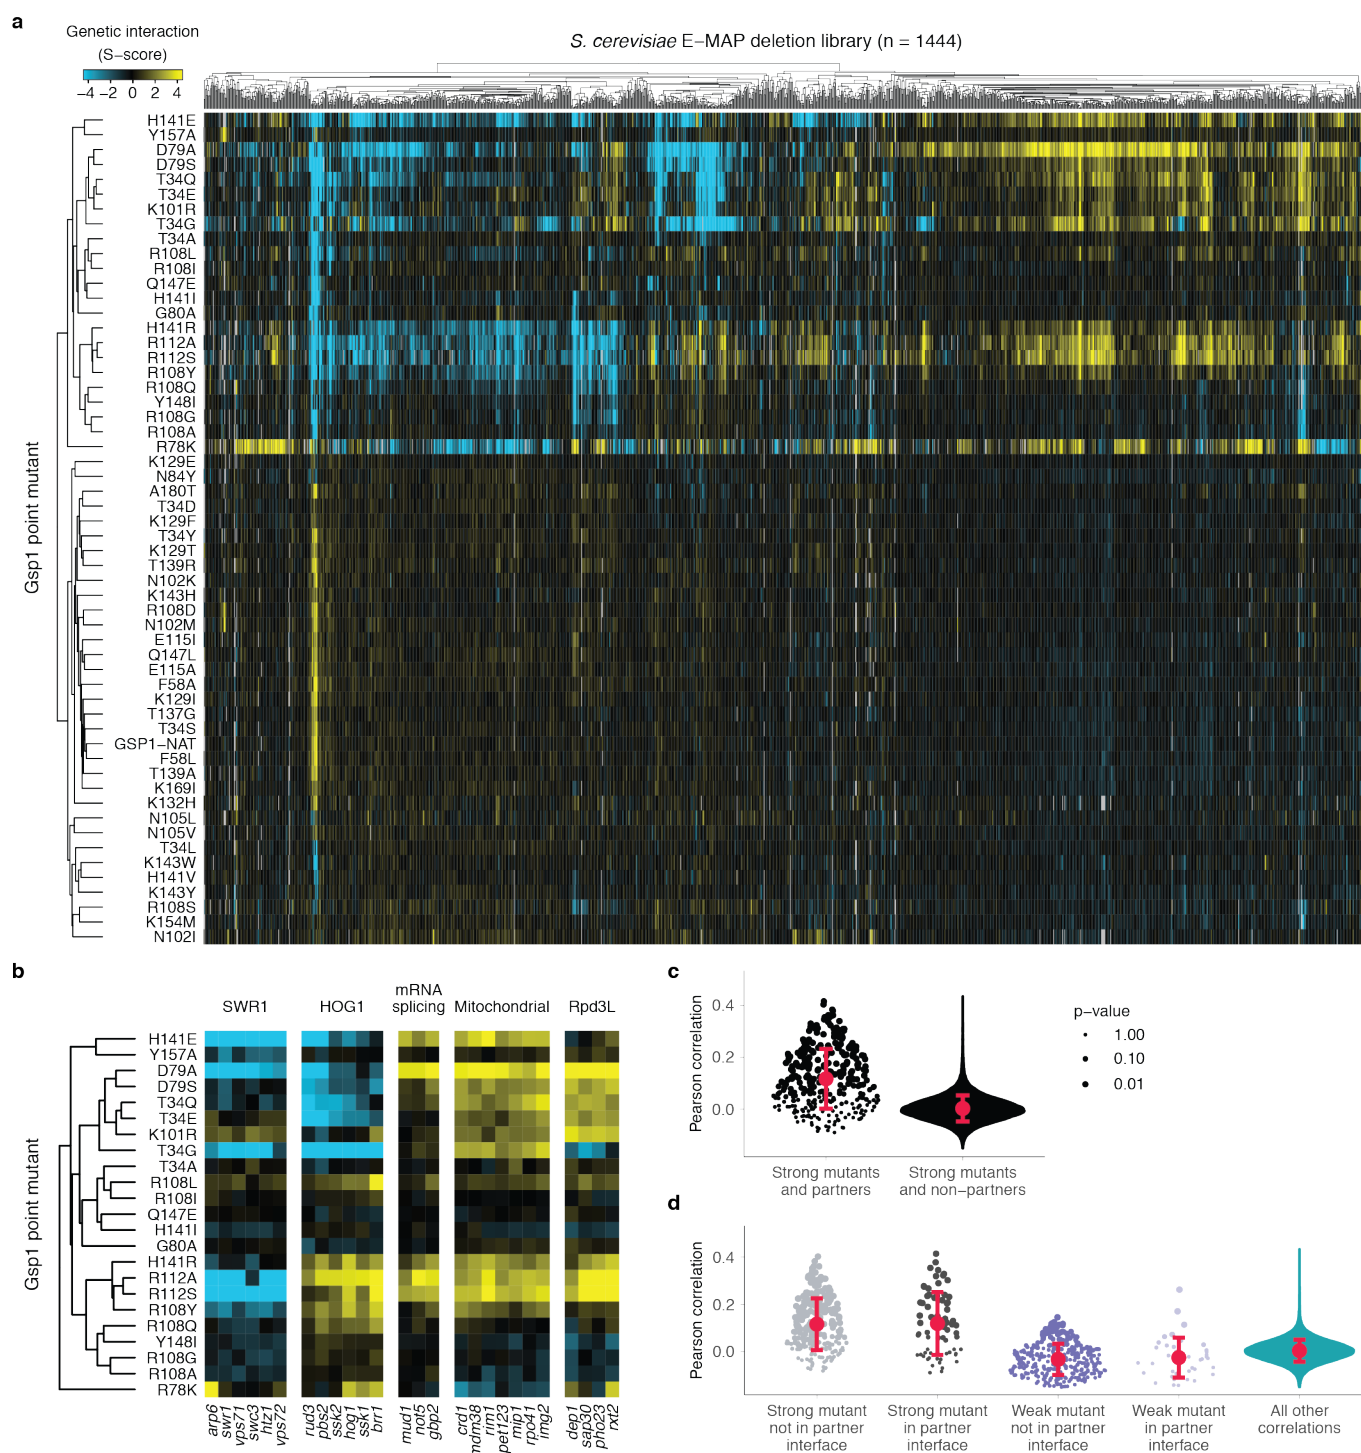 a
Genetic interaction
(S−score)
−4 −2 0 2 4
S. cerevisiae E−MAP deletion library (n = 1444)
Gsp1 point mutant
H141E
Y157A
D79A
D79S
T34Q
T34E
K101R
T34G
T34A
R108L
R108I
Q147E
H141I
G80A
H141R
R112A
R112S
R108Y
R108Q
Y148I
R108G
R108A
R78K
K129E
N84Y
A180T
T34D
K129F
T34Y
K129T
T139R
N102K
K143H
R108D
N102M
E115I
Q147L
E115A
F58A
K129I
T137G
T34S
GSP1−NAT
F58L
T139A
K169I
K132H
N105L
N105V
T34L
K143W
H141V
K143Y
R108S
K154M
N102I
b
SWR1
HOG1
mRNA
splicing
Mitochondrial
Rpd3L
Gsp1 point mutant
H141E
Y157A
D79A
D79S
T34Q
T34E
K101R
T34G
T34A
R108L
R108I
Q147E
H141I
G80A
H141R
R112A
R112S
R108Y
R108Q
Y148I
R108G
R108A
R78K
arp6
swr1
vps71
swc3
htz1
vps72
rud3
pbs2
ssk2
hog1
ssk1
brr1
mud1
not5
gbp2
crd1
mdm38
rim1
pet123
mip1
rpo41
img2
dep1
sap30
pho23
rxt2
c
Pearson correlation
0.4
0.2
0.0
Strong mutants
and partners
Strong mutants
and non−partners
p−value
1.00
0.10
0.01
d
Pearson correlation
0.4
0.2
0.0
Strong mutant
not in partner
interface
Strong mutant
in partner
interface
Weak mutant
not in partner
interface
Weak mutant
in partner
interface
All other
correlations